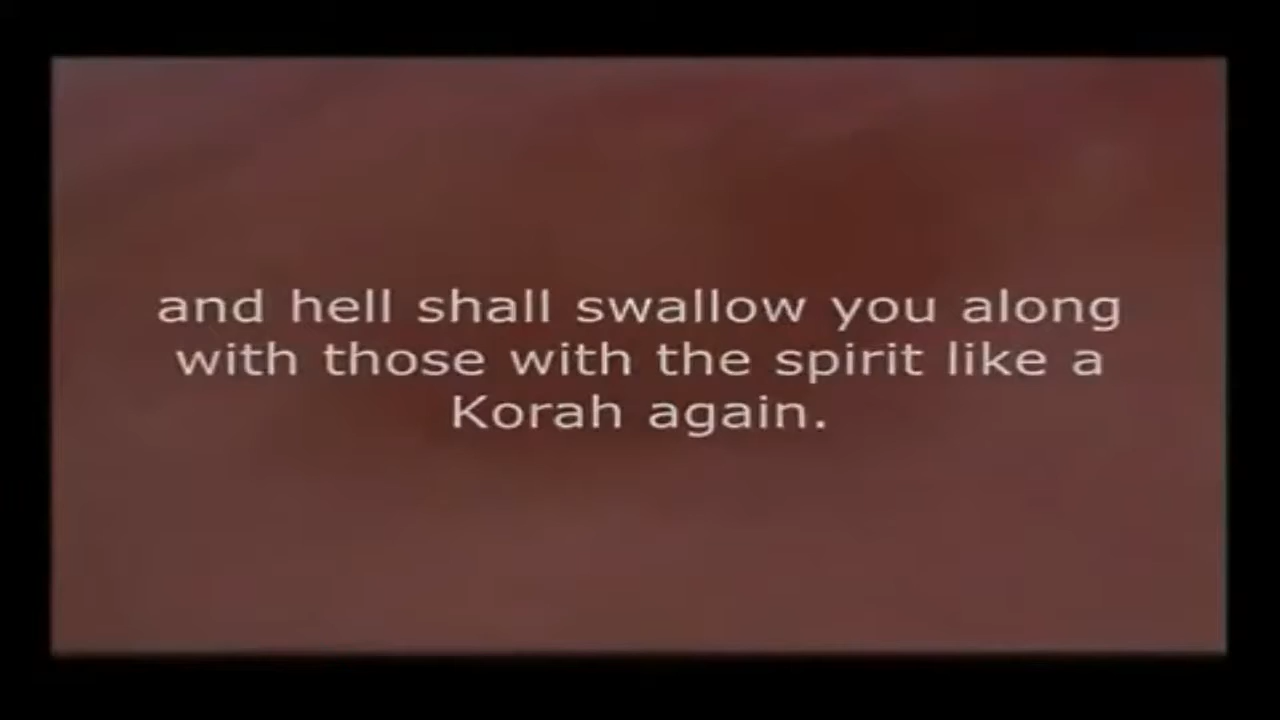 and hell shall swallow you along
with those with the spirit like a
Korah again.